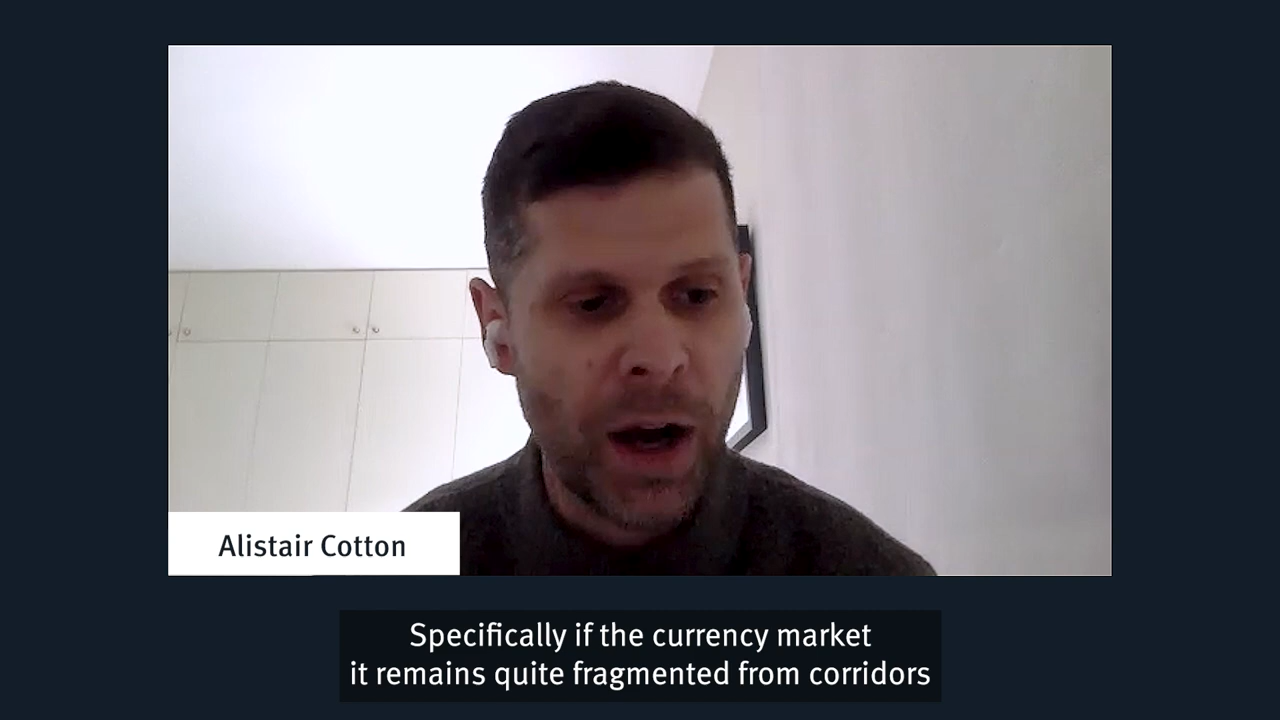 Alistair Cotton
Specifically if the currency market
it remains quite fragmented from corridors